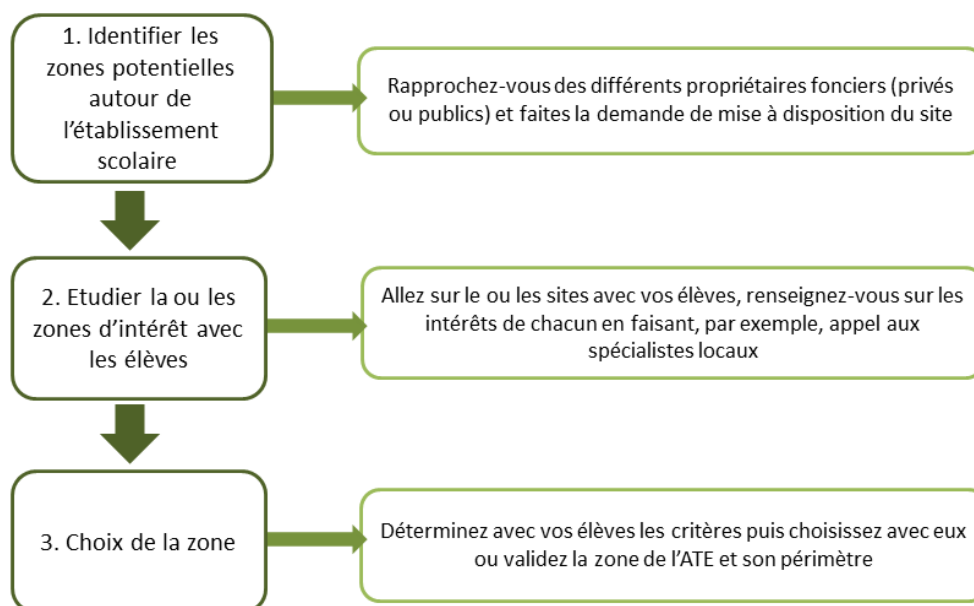 1. Identifier les
zones potentielles
autour de
l'établissement
scolaire
Rapprochez-vous des différents propriétaires fonciers (privés
ou publics) et faites la demande de mise à disposition du site
2. Etudier la ou les
zones d'intérêt avec
les élèves
Allez sur le ou les sites avec vos élèves, renseignez-vous sur les
intérêts de chacun en faisant, par exemple, appel aux
spécialistes locaux
3. Choix de la zone
Déterminez avec vos élèves les critères puis choisissez avec eux
ou validez la zone de l'ATE et son périmètre